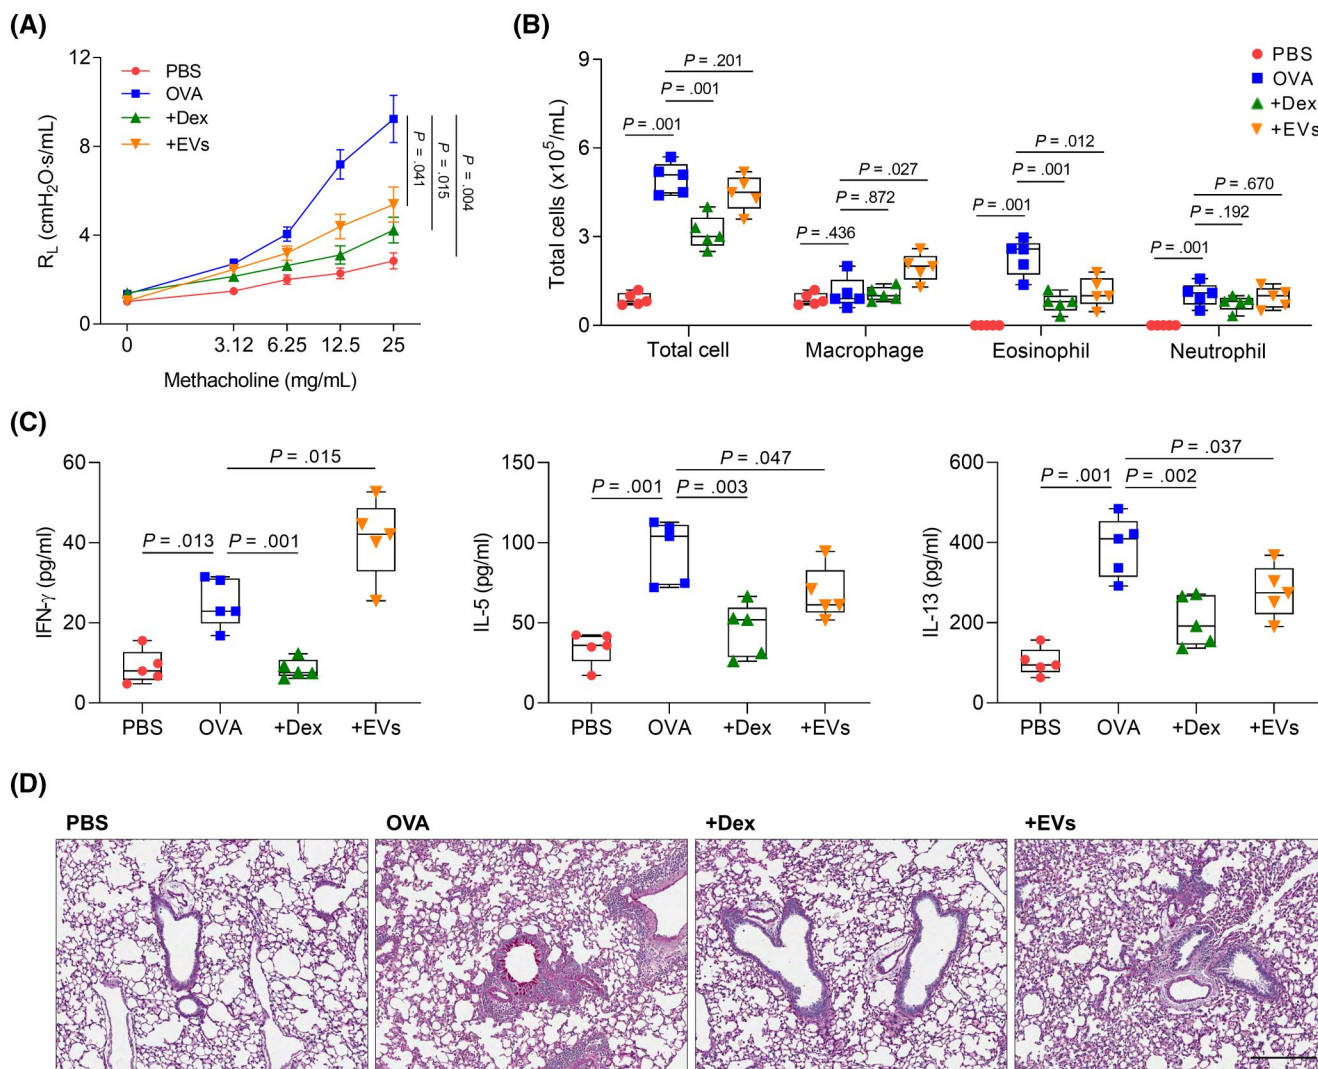 (A)
12
8
4
0
R_L (cmH₂O·s/mL)
PBS
OVA
+Dex
+EVs
P = .041
P = .015
P = .004
0 3.12 6.25 12.5 25
Methacholine (mg/mL)
(B)
9
6
3
0
Total cells (x10⁵/mL)
P = .201
P = .001
P = .001
P = .027
P = .872
P = .436
P = .012
P = .001
P = .001
P = .670
P = .192
P = .001
PBS
OVA
+Dex
+EVs
Total cell Macrophage Eosinophil Neutrophil
(C)
60
40
20
0
IFN-γ (pg/ml)
P = .015
P = .013 P = .001
PBS OVA +Dex +EVs
150
100
50
0
IL-5 (pg/ml)
P = .047
P = .001 P = .003
PBS OVA +Dex +EVs
600
400
200
0
IL-13 (pg/ml)
P = .037
P = .001 P = .002
PBS OVA +Dex +EVs
(D)
PBS OVA +Dex +EVs